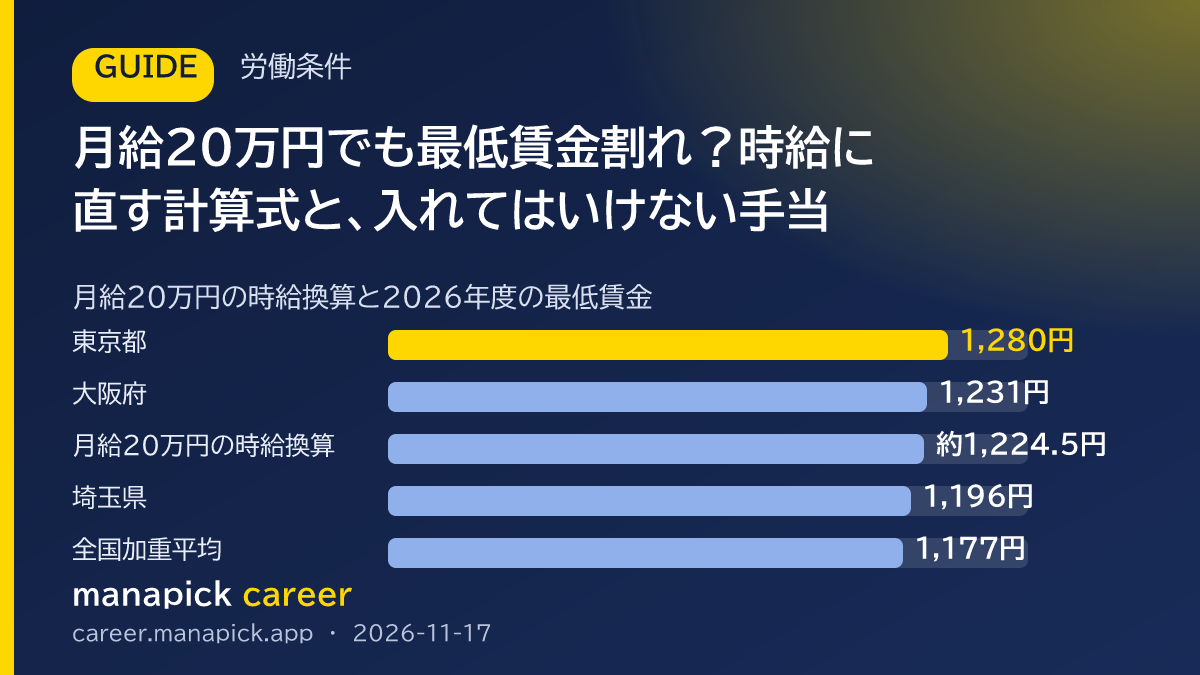 GUIDE 労働条件
月給20万円でも最低賃金割れ？時給に
直す計算式と、入れてはいけない手当
月給20万円の時給換算と2026年度の最低賃金
東京都 1,280円
大阪府 1,231円
月給20万円の時給換算 約1,224.5円
埼玉県 1,196円
全国加重平均 1,177円
manapick career
career.manapick.app ・ 2026-11-17